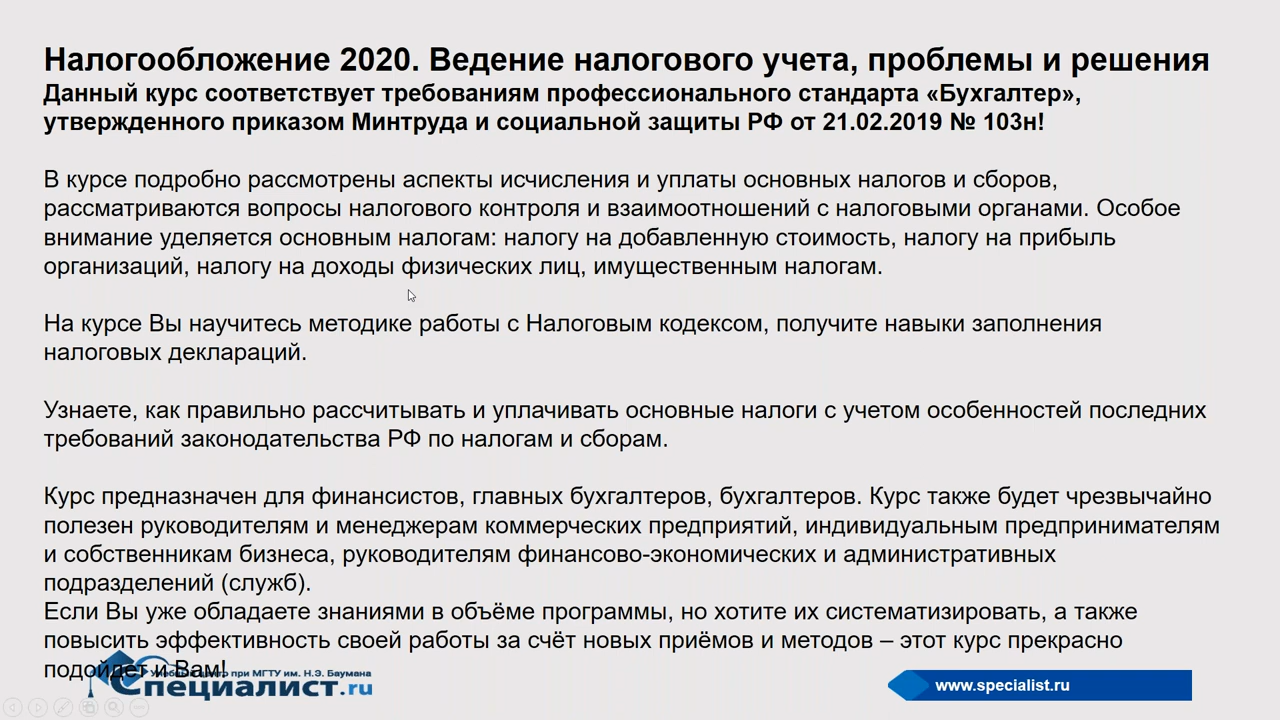 Налогообложение 2020. Ведение налогового учета, проблемы и решения
Данный курс соответствует требованиям профессионального стандарта «Бухгалтер»,
утвержденного приказом Минтруда и социальной защиты РФ от 21.02.2019 № 103н!
В курсе подробно рассмотрены аспекты исчисления и уплаты основных налогов и сборов,
рассматриваются вопросы налогового контроля и взаимоотношений с налоговыми органами. Особое
внимание уделяется основным налогам: налогу на добавленную стоимость, налогу на прибыль
организаций, налогу на доходы физических лиц, имущественным налогам.
На курсе Вы научитесь методике работы с Налоговым кодексом, получите навыки заполнения
налоговых деклараций.
Узнаете, как правильно рассчитывать и уплачивать основные налоги с учетом особенностей последних
требований законодательства РФ по налогам и сборам.
Курс предназначен для финансистов, главных бухгалтеров, бухгалтеров. Курс также будет чрезвычайно
полезен руководителям и менеджерам коммерческих предприятий, индивидуальным предпринимателям
и собственникам бизнеса, руководителям финансово-экономических и административных
подразделений (служб).
Если Вы уже обладаете знаниями в объёме программы, но хотите их систематизировать, а также
повысить эффективность своей работы за счёт новых приёмов и методов – этот курс прекрасно
подойдет и Вам!
Учебный центр при МГТУ им. Н.Э. Баумана
Специалист.ru
www.specialist.ru